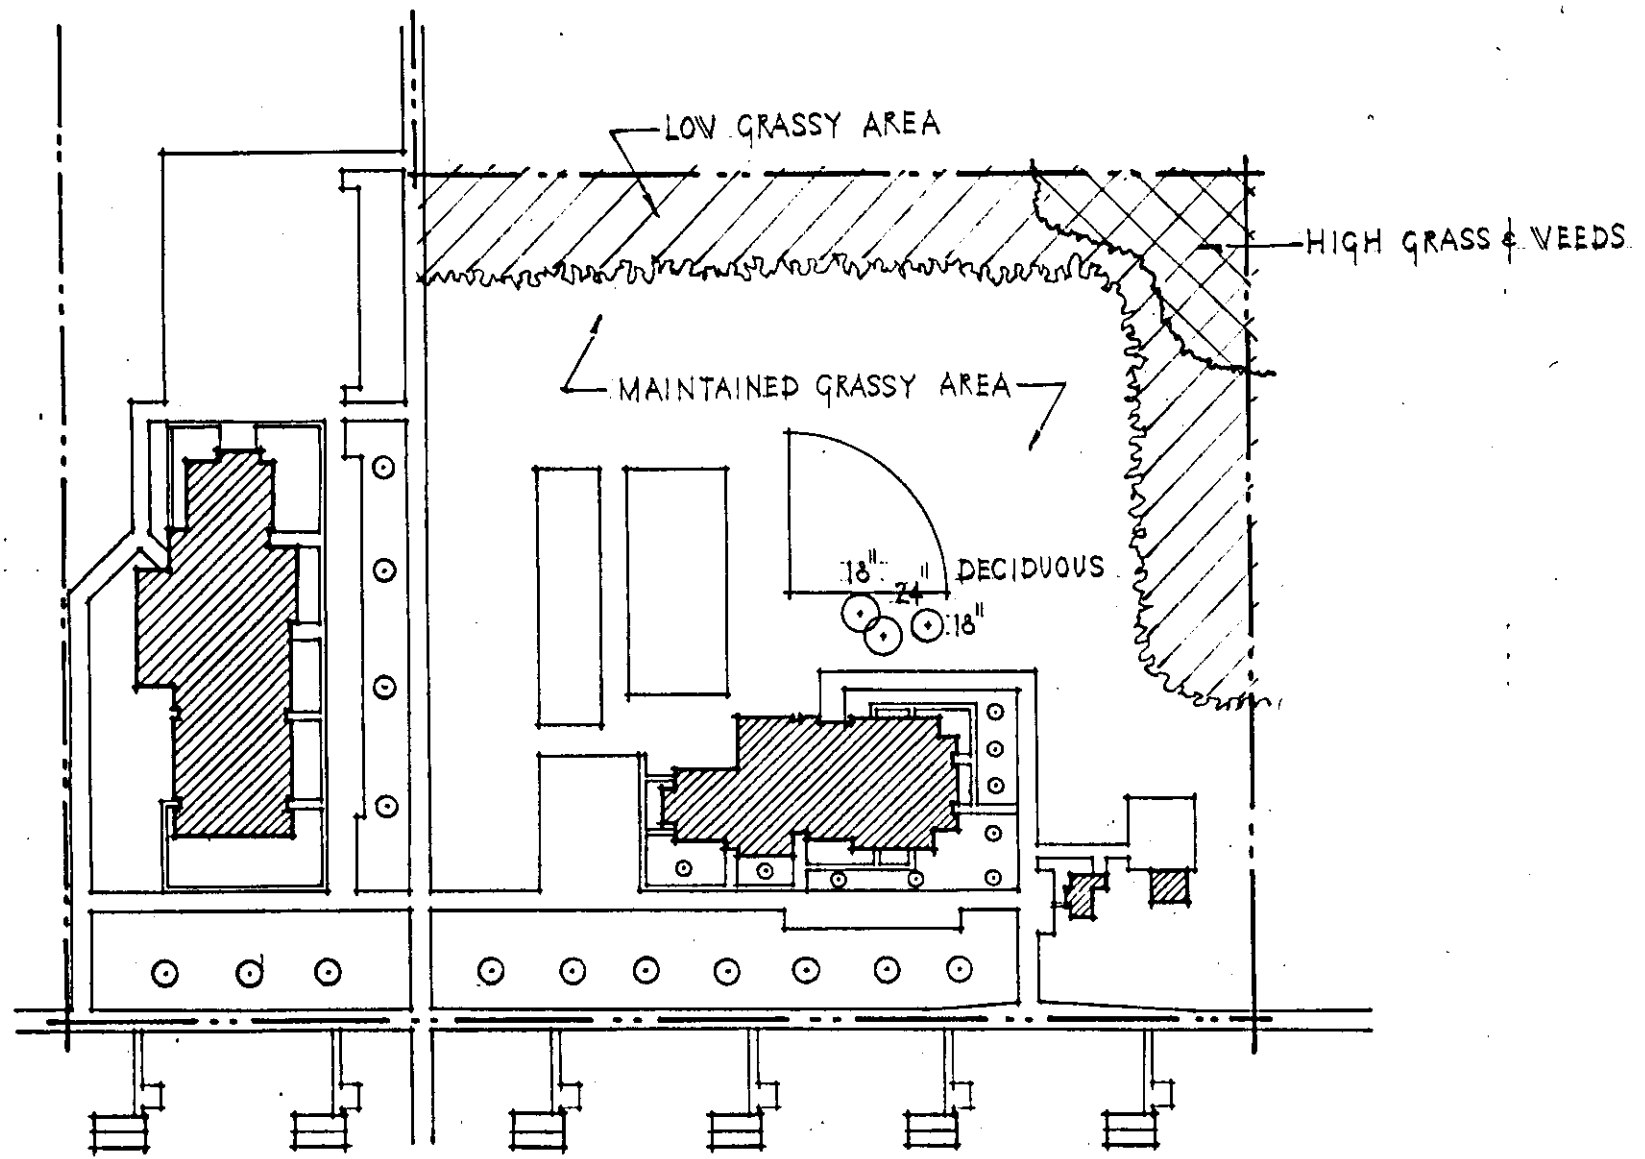 LOW GRASSY AREA
HIGH GRASS & WEEDS
MAINTAINED GRASSY AREA
18"
24"
DECIDUOUS
18"